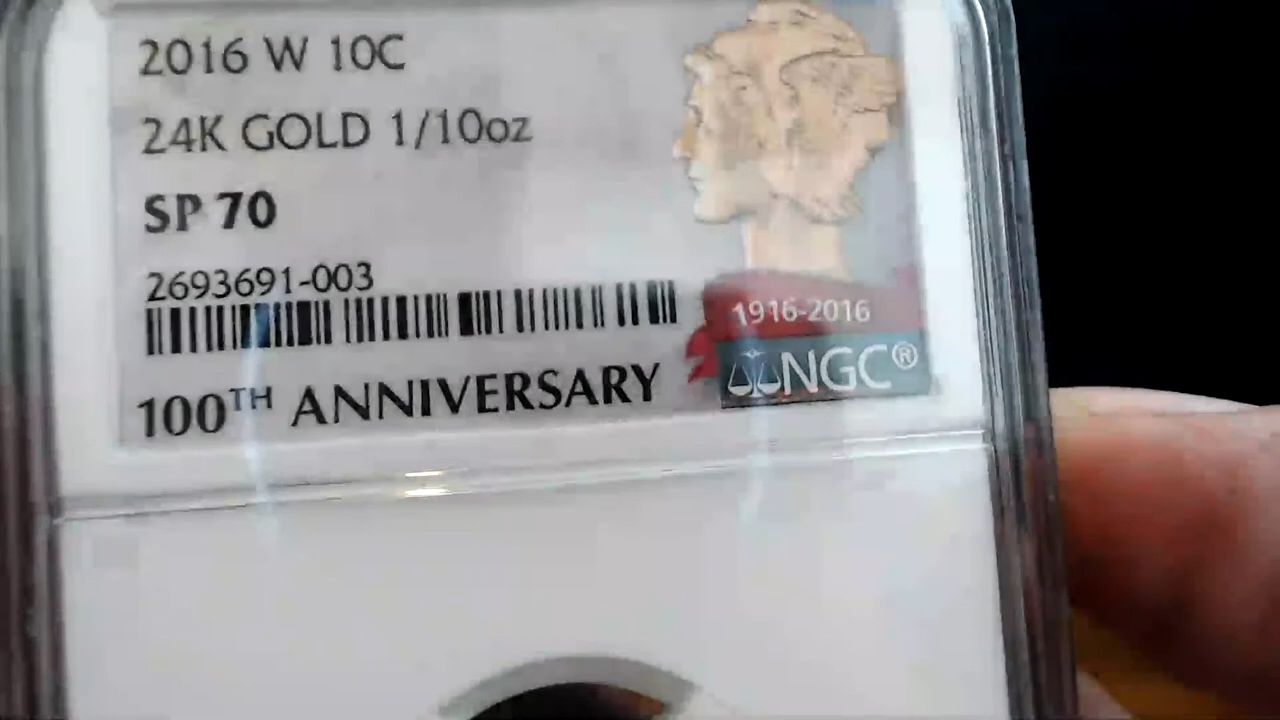 2016 W 10C
24K GOLD 1/10oz
SP 70
2693691-003
100TH ANNIVERSARY
1916-2016
NGC®